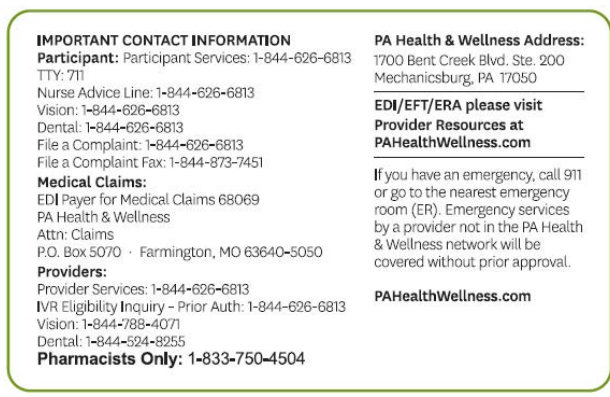 IMPORTANT CONTACT INFORMATION
Participant: Participant Services: 1-844-626-6813
TTY: 711
Nurse Advice Line: 1-844-626-6813
Vision: 1-844-626-6813
Dental: 1-844-626-6813
File a Complaint: 1-844-626-6813
File a Complaint Fax: 1-844-873-7451
Medical Claims:
EDI Payer for Medical Claims 68069
PA Health & Wellness
Attn: Claims
P.O. Box 5070 · Farmington, MO 63640-5050
Providers:
Provider Services: 1-844-626-6813
IVR Eligibility Inquiry – Prior Auth: 1-844-626-6813
Vision: 1-844-788-4071
Dental: 1-844-524-8255
Pharmacists Only: 1-833-750-4504
PA Health & Wellness Address:
1700 Bent Creek Blvd. Ste. 200
Mechanicsburg, PA 17050
EDI/EFT/ERA please visit
Provider Resources at
PAHealthWellness.com
If you have an emergency, call 911
or go to the nearest emergency
room (ER). Emergency services
by a provider not in the PA Health
& Wellness network will be
covered without prior approval.
PAHealthWellness.com